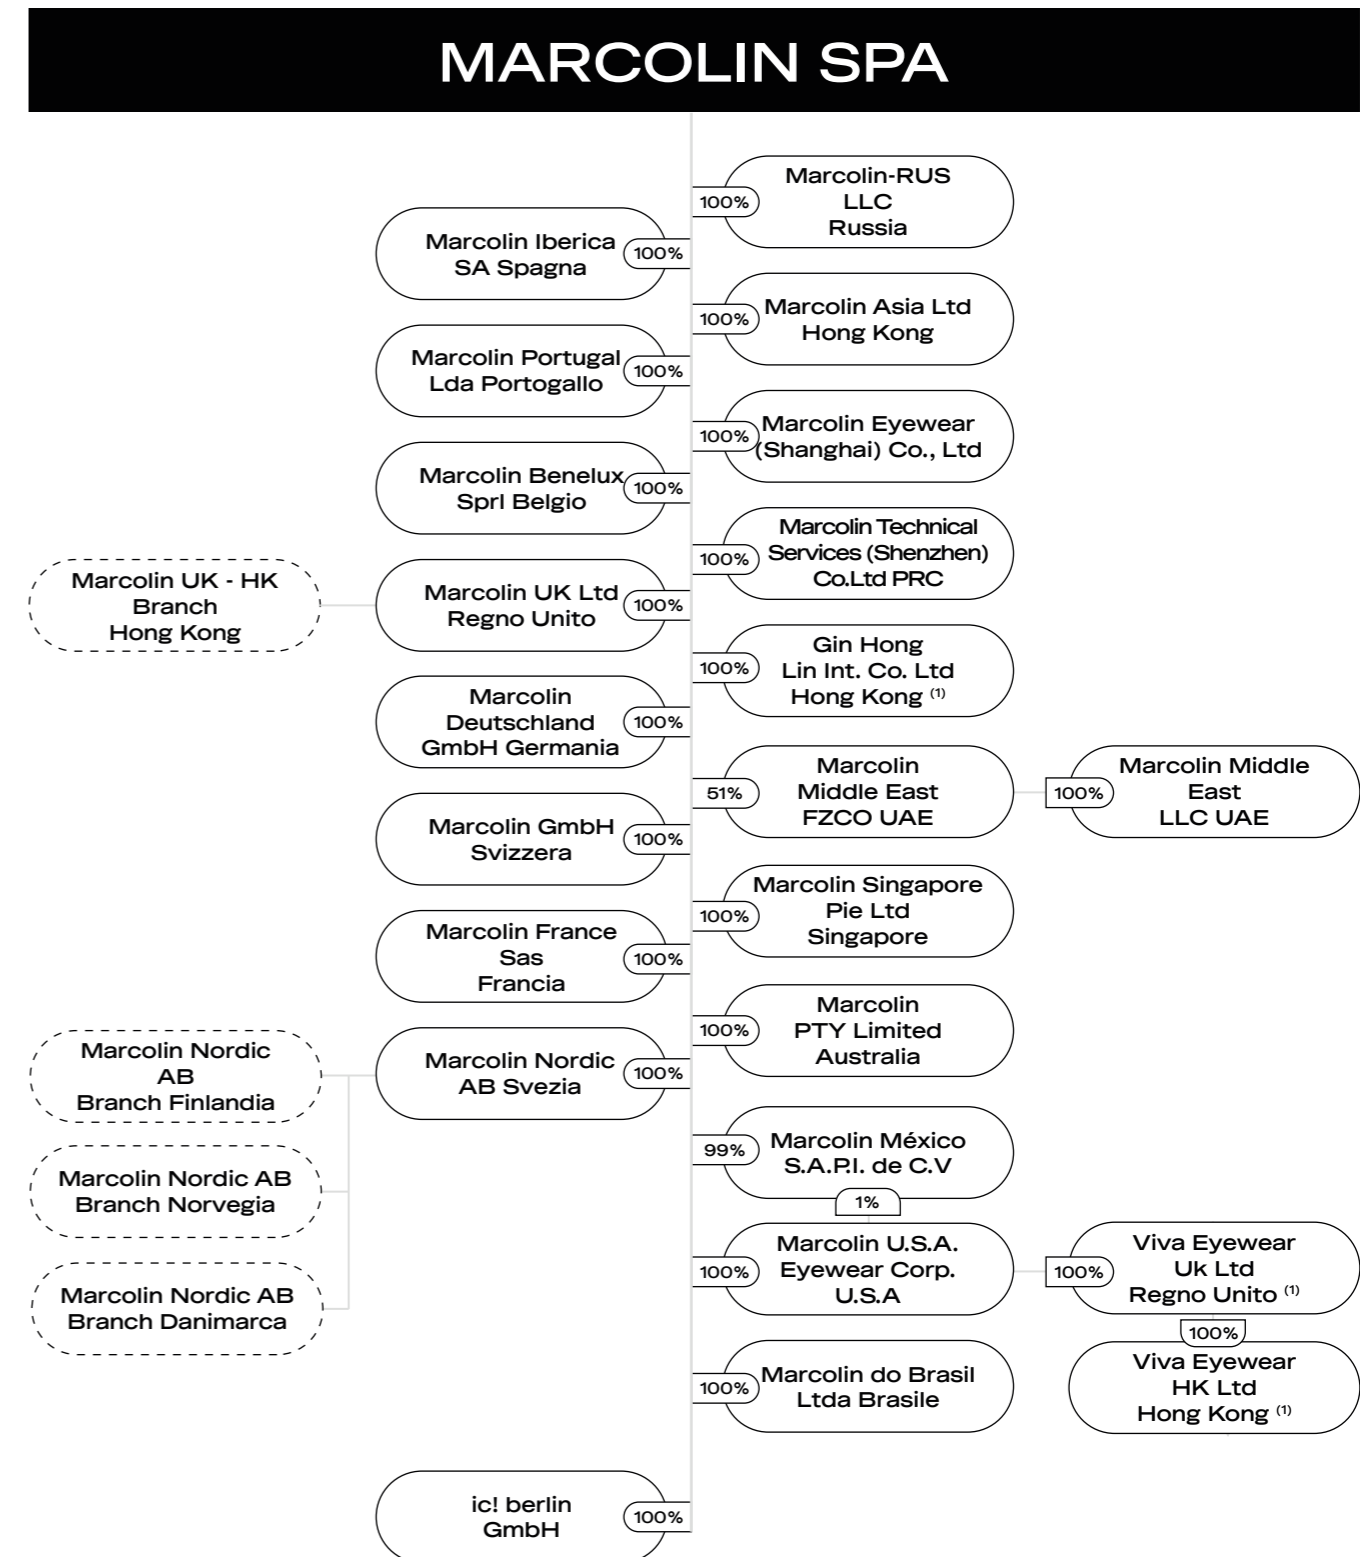 MARCOLIN SPA
Marcolin-RUS
LLC
Russia
100%
Marcolin Iberica
SA Spagna
100%
Marcolin Asia Ltd
Hong Kong
100%
Marcolin Portugal
Lda Portogallo
100%
Marcolin Eyewear
(Shanghai) Co., Ltd
100%
Marcolin Benelux
Sprl Belgio
100%
Marcolin Technical
Services (Shenzhen)
Co.Ltd PRC
100%
Marcolin UK - HK
Branch
Hong Kong
Marcolin UK Ltd
Regno Unito
100%
Gin Hong
Lin Int. Co. Ltd
Hong Kong (1)
100%
Marcolin
Deutschland
GmbH Germania
100%
Marcolin
Middle East
FZCO UAE
51%
Marcolin Middle
East
LLC UAE
100%
Marcolin GmbH
Svizzera
100%
Marcolin Singapore
Pie Ltd
Singapore
100%
Marcolin France
Sas
Francia
100%
Marcolin
PTY Limited
Australia
100%
Marcolin Nordic
AB
Branch Finlandia
Marcolin Nordic
AB Svezia
100%
Marcolin México
S.A.P.I. de C.V
99%
1%
Marcolin Nordic AB
Branch Norvegia
Marcolin U.S.A.
Eyewear Corp.
U.S.A
100%
Viva Eyewear
Uk Ltd
Regno Unito (1)
100%
Marcolin Nordic AB
Branch Danimarca
100%
Viva Eyewear
HK Ltd
Hong Kong (1)
Marcolin do Brasil
Ltda Brasile
100%
ic! berlin
GmbH
100%